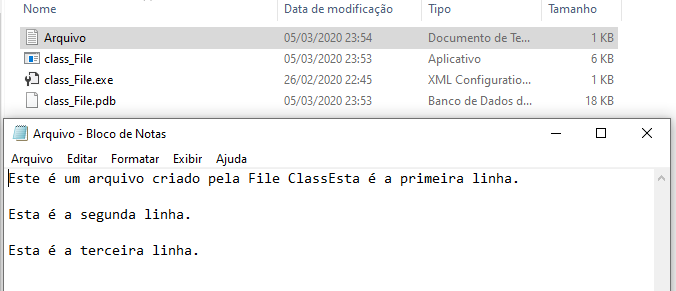 Nome Data de modificação Tipo Tamanho
Arquivo 05/03/2020 23:54 Documento de Te... 1 KB
class_File 05/03/2020 23:53 Aplicativo 6 KB
class_File.exe 26/02/2020 22:45 XML Configuratio... 1 KB
class_File.pdb 05/03/2020 23:53 Banco de Dados d... 18 KB
Arquivo - Bloco de Notas
Arquivo Editar Formatar Exibir Ajuda
Este é um arquivo criado pela File ClassEsta é a primeira linha.
Esta é a segunda linha.
Esta é a terceira linha.